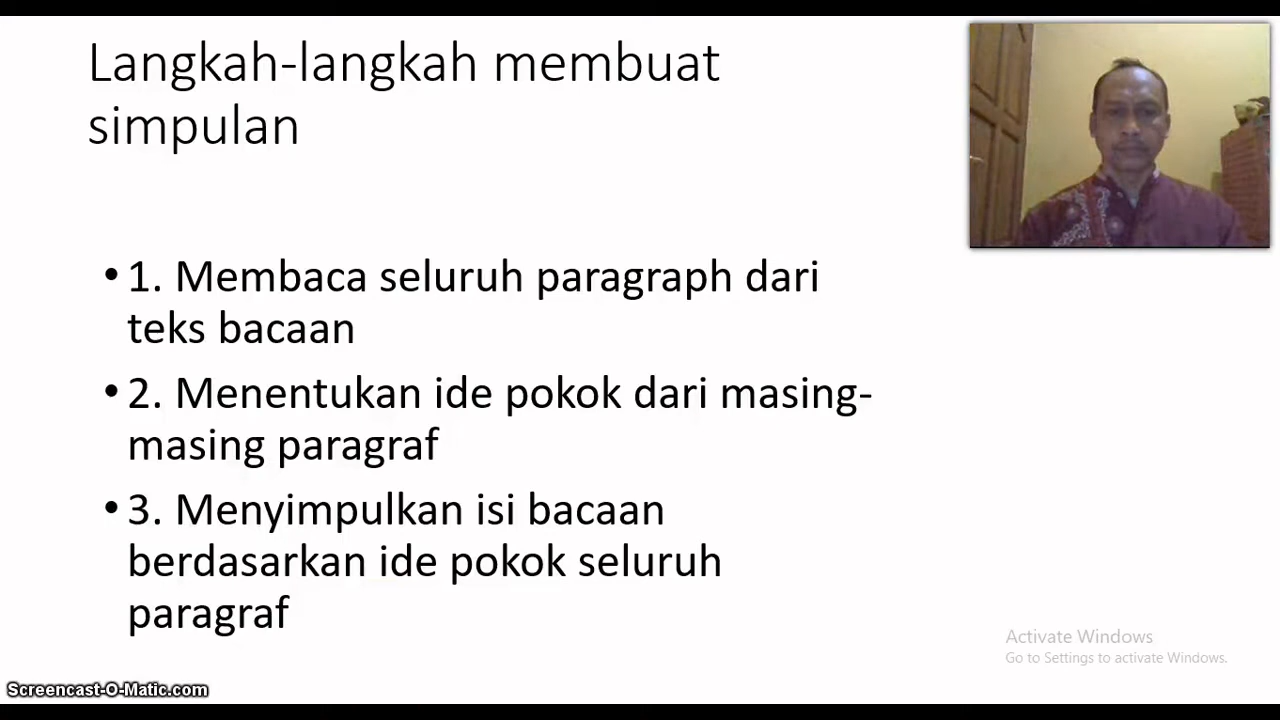 Langkah-langkah membuat
simpulan
• 1. Membaca seluruh paragraph dari
teks bacaan
• 2. Menentukan ide pokok dari masing-
masing paragraf
• 3. Menyimpulkan isi bacaan
berdasarkan ide pokok seluruh
paragraf
Activate Windows
Go to Settings to activate Windows.
Screencast-O-Matic.com